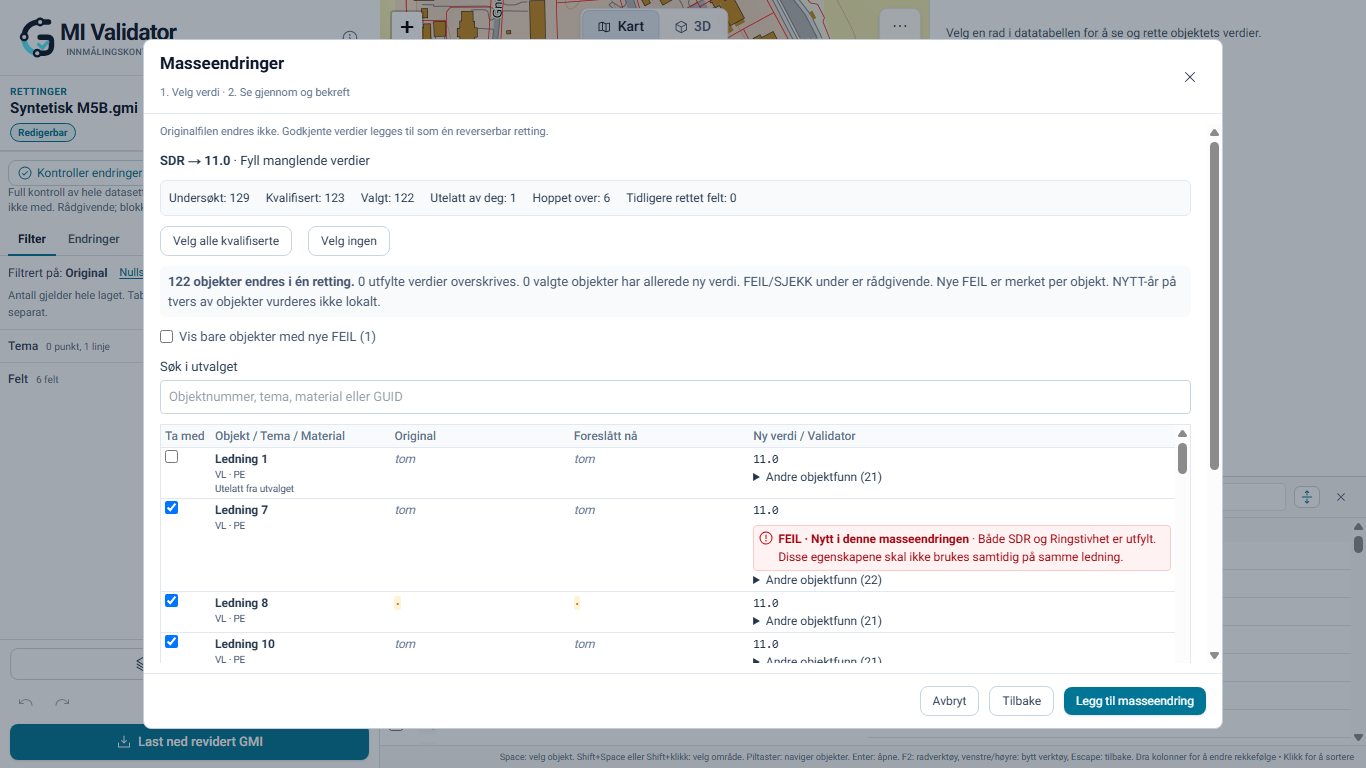 MI Validator
INNMÅLINGSKON
Kart
3D
Velg en rad i datatabellen for å se og rette objektets verdier.
RETTINGER
Syntetisk M5B.gmi
Redigerbar
Kontroller endringer
Full kontroll av hele datasett
ikke med. Rådgivende; blokk
Filter
Endringer
Filtrert på: Original
Nulls
Antall gjelder hele laget. Tab
separat.
Tema 0 punkt, 1 linje
Felt 6 felt
Last ned revidert GMI
Masseendringer
1. Velg verdi · 2. Se gjennom og bekreft
Originalfilen endres ikke. Godkjente verdier legges til som én reverserbar retting.
SDR → 11.0 · Fyll manglende verdier
Undersøkt: 129 Kvalifisert: 123 Valgt: 122 Utelatt av deg: 1 Hoppet over: 6 Tidligere rettet felt: 0
Velg alle kvalifiserte
Velg ingen
122 objekter endres i én retting. 0 utfylte verdier overskrives. 0 valgte objekter har allerede ny verdi. FEIL/SJEKK under er rådgivende. Nye FEIL er merket per objekt. NYTT-år på
tvers av objekter vurderes ikke lokalt.
Vis bare objekter med nye FEIL (1)
Søk i utvalget
Objektnummer, tema, material eller GUID
Ta med Objekt / Tema / Material Original Foreslått nå Ny verdi / Validator
Ledning 1 tom tom 11.0
VL · PE
Andre objektfunn (21)
Utelatt fra utvalget
Ledning 7 tom tom 11.0
VL · PE
FEIL · Nytt i denne masseendringen · Både SDR og Ringstivhet er utfylt.
Disse egenskapene skal ikke brukes samtidig på samme ledning.
Andre objektfunn (22)
Ledning 8 · · 11.0
VL · PE
Andre objektfunn (21)
Ledning 10 tom tom 11.0
VL · PE
Andre objektfunn (21)
Avbryt
Tilbake
Legg til masseendring
Space: velg objekt. Shift+Space eller Shift+klikk: velg område. Piltaster: naviger objekter. Enter: åpne. F2: radverktøy, venstre/høyre: bytt verktøy, Escape: tilbake. Dra kolonner for å endre rekkefølge • Klikk for å sortere